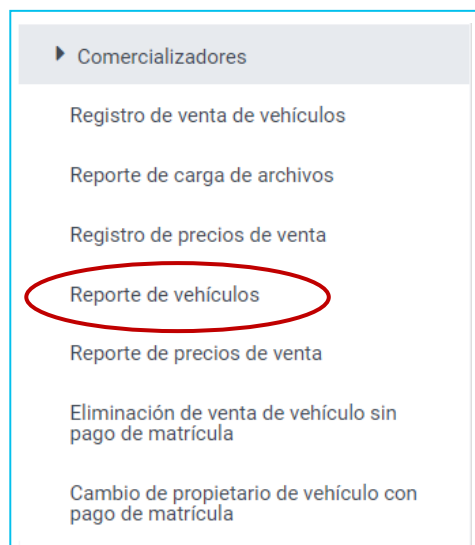 Comercializadores
Registro de venta de vehículos
Reporte de carga de archivos
Registro de precios de venta
Reporte de vehículos
Reporte de precios de venta
Eliminación de venta de vehículo sin
pago de matrícula
Cambio de propietario de vehículo con
pago de matrícula